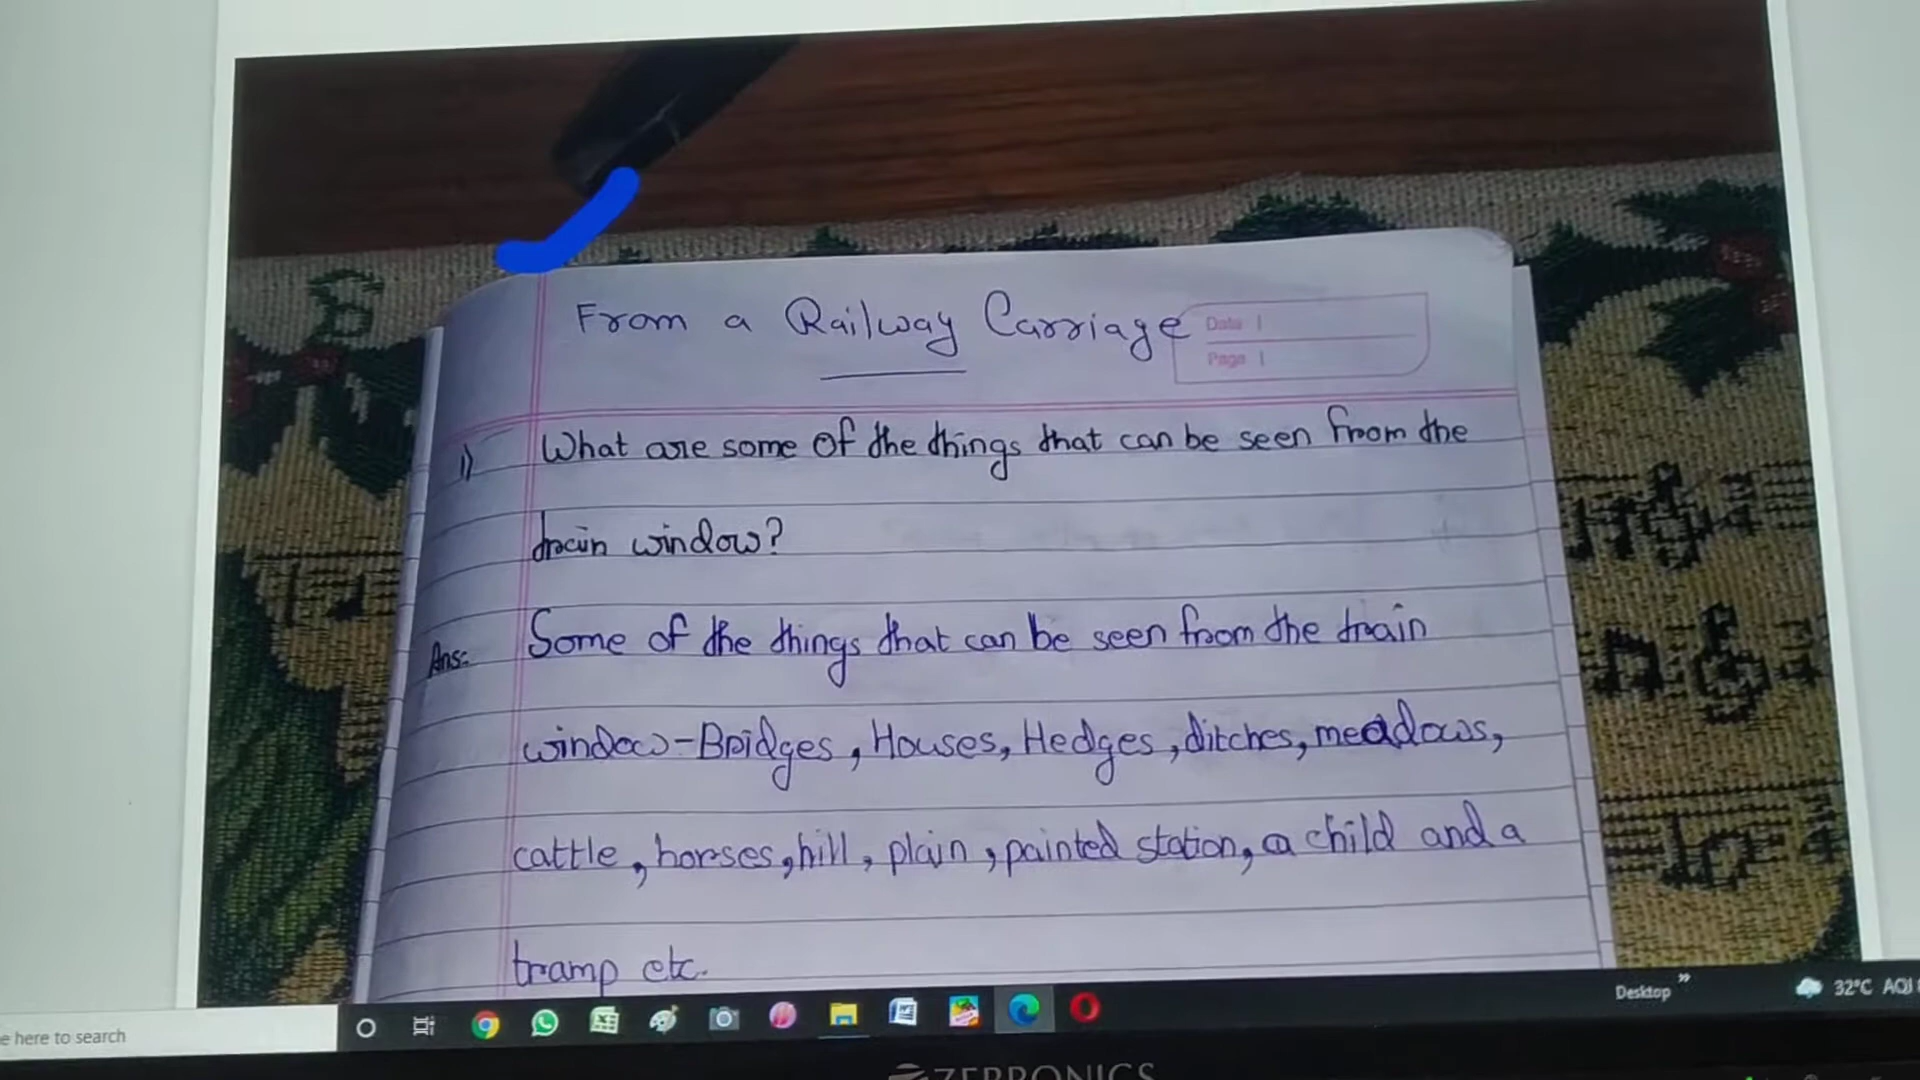 From a Railway Carriage
Date
Page
1) What are some of the things that can be seen from the
train window?
Ans:- Some of the things that can be seen from the train
window-Bridges, Houses, Hedges, ditches, meadows,
cattle, horses, hill, plain, painted station, a child and a
tramp etc.
Desktop
32°C AQI
e here to search
ZEBRONICS